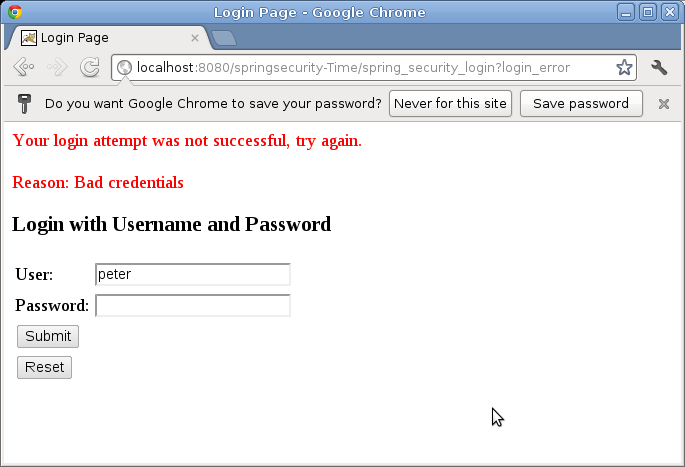 Login Page - Google Chrome
Login Page
localhost:8080/springsecurity-Time/spring_security_login?login_error
Do you want Google Chrome to save your password? Never for this site Save password
Your login attempt was not successful, try again.
Reason: Bad credentials
Login with Username and Password
User: peter
Password:
Submit
Reset